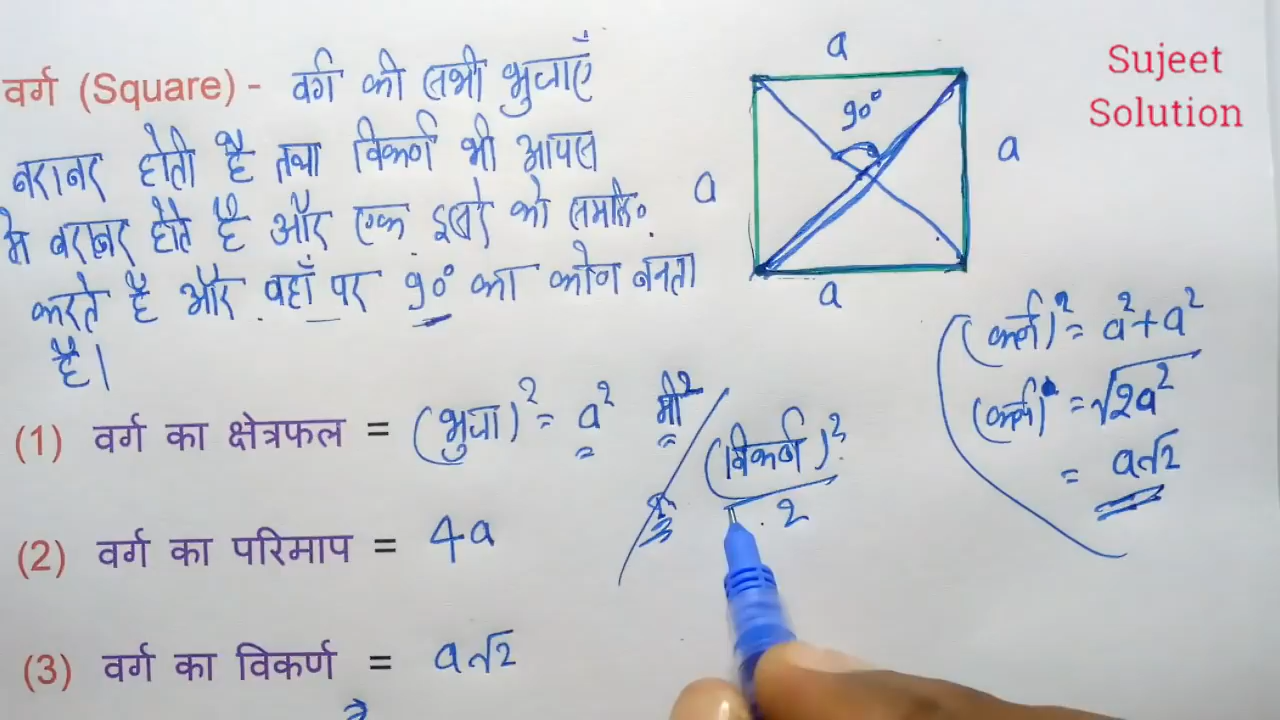 वर्ग (Square) - वर्ग की सभी भुजाएँ
बराबर होती है तथा विकर्ण भी आपस
मे बराबर होते है और एक दूसरे को समद्वि०
करते है और वहाँ पर 90° का कोण बनता
है।
(1) वर्ग का क्षेत्रफल = (भुजा)² = a² मी²
(विकर्ण)²
2
(2) वर्ग का परिमाप = 4a
(3) वर्ग का विकर्ण = a√2
a
90°
a
a
a
Sujeet
Solution
(कर्ण)² = a² + a²
(कर्ण) = √2a²
= a√2